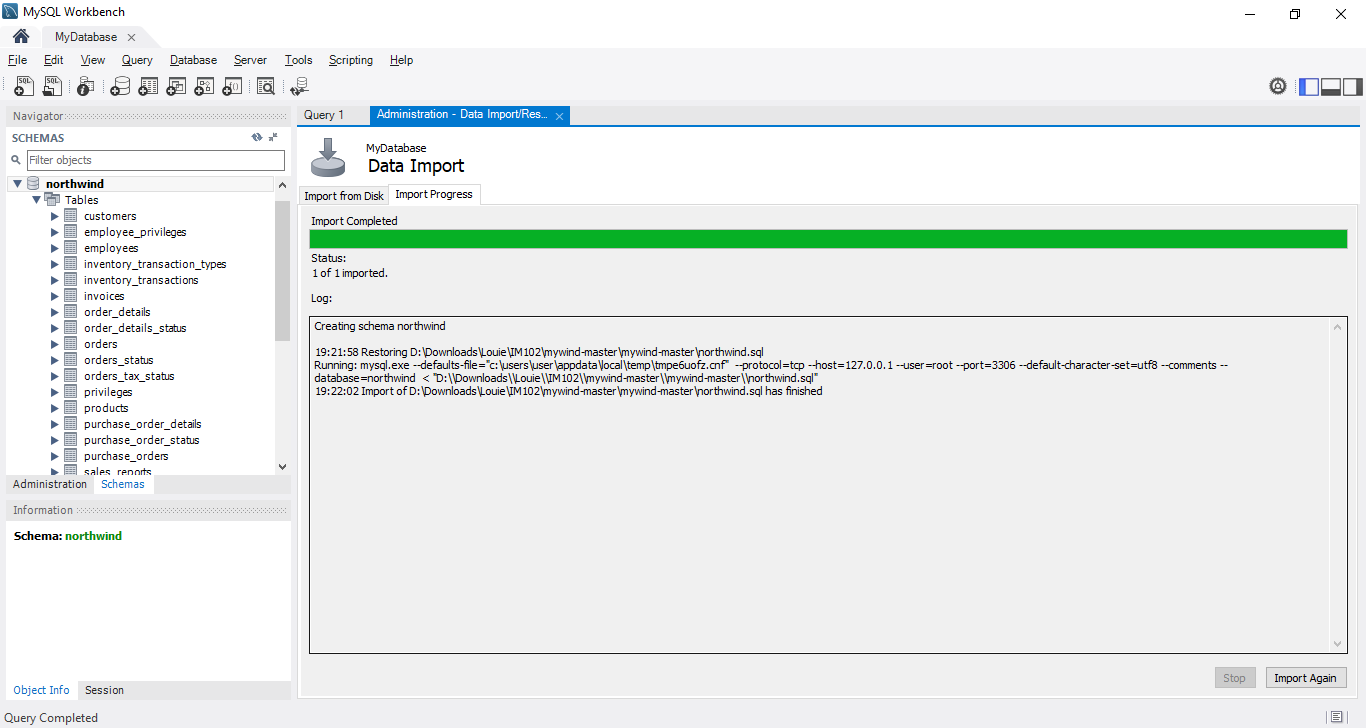 MySQL Workbench
MyDatabase
File Edit View Query Database Server Tools Scripting Help
Navigator
SCHEMAS
Filter objects
northwind
Tables
customers
employee_privileges
employees
inventory_transaction_types
inventory_transactions
invoices
order_details
order_details_status
orders
orders_status
orders_tax_status
privileges
products
purchase_order_details
purchase_order_status
purchase_orders
sales_reports
Administration Schemas
Information
Schema: northwind
Object Info Session
Query Completed
Query 1 Administration - Data Import/Res...
MyDatabase
Data Import
Import from Disk Import Progress
Import Completed
Status:
1 of 1 imported.
Log:
Creating schema northwind
19:21:58 Restoring D:\Downloads\Louie\IM102\mywind-master\mywind-master\northwind.sql
Running: mysql.exe --defaults-file="c:\users\user\appdata\local\temp\tmpe6uofz.cnf"  --protocol=tcp --host=127.0.0.1 --user=root --port=3306 --default-character-set=utf8 --comments --
database=northwind  < "D:\\Downloads\\Louie\\IM102\\mywind-master\\mywind-master\\northwind.sql"
19:22:02 Import of D:\Downloads\Louie\IM102\mywind-master\mywind-master\northwind.sql has finished
Stop Import Again